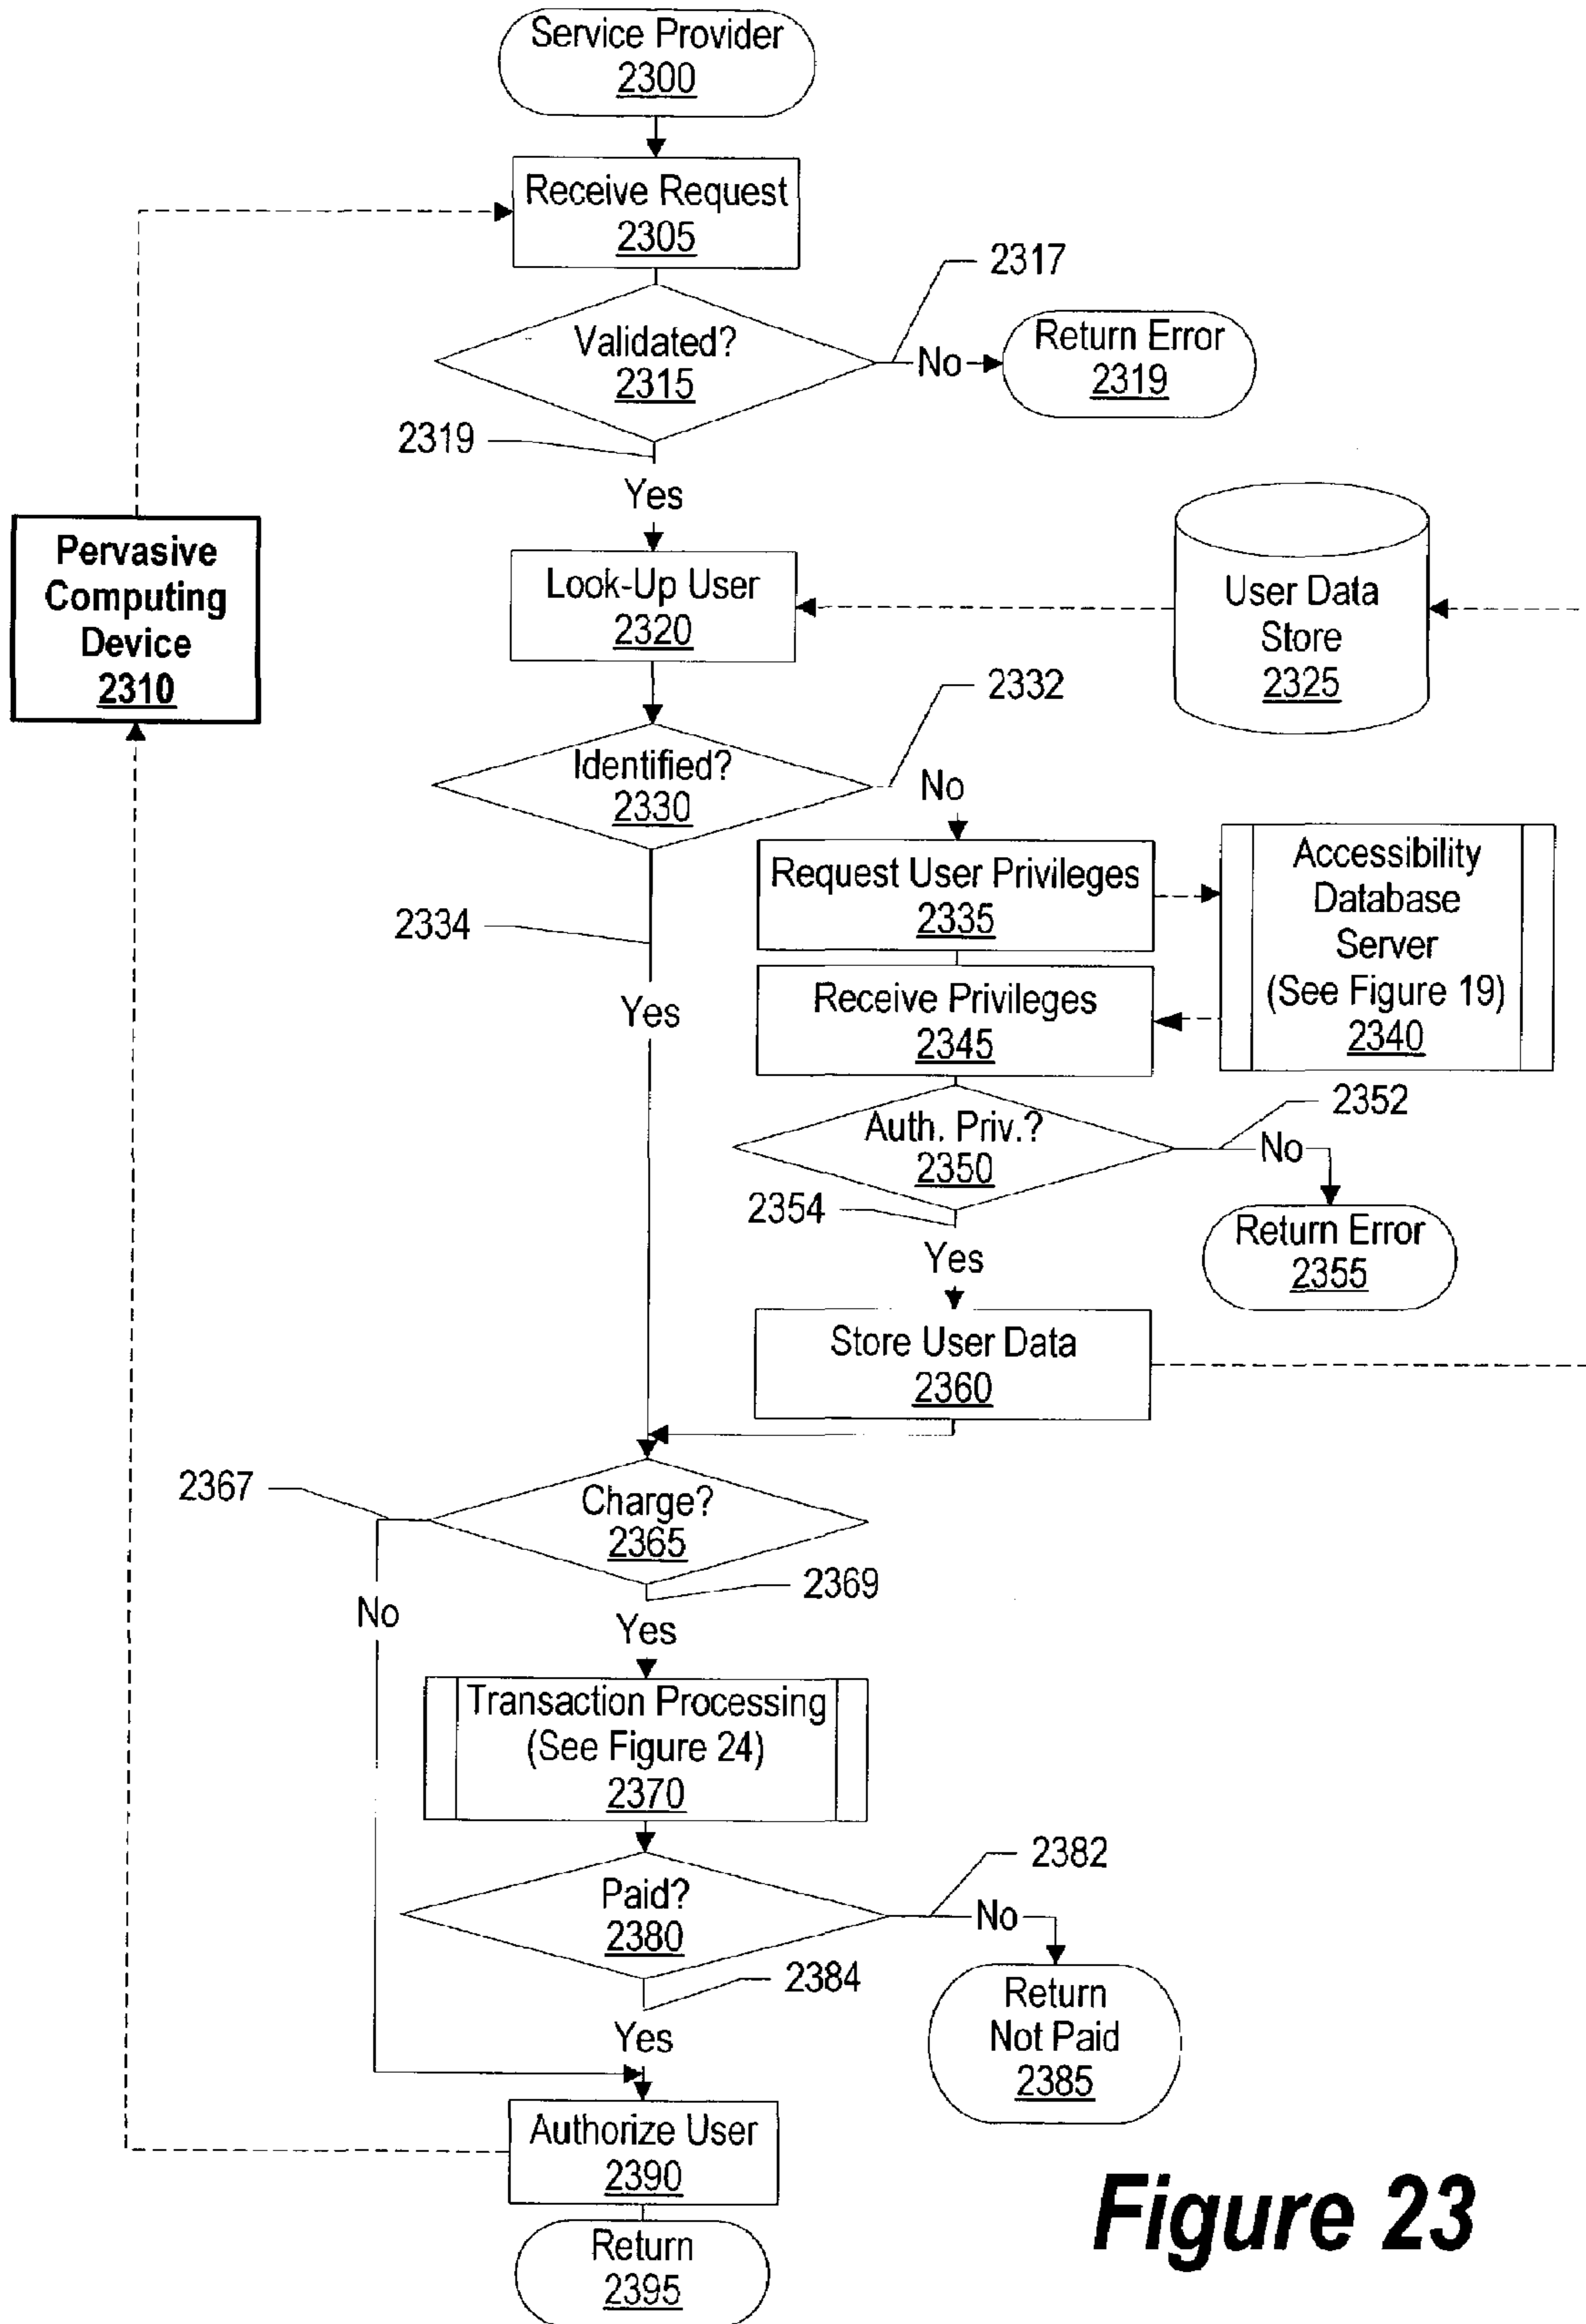 Service Provider
2300
Receive Request
2305
2317
Validated?
2315
No
Return Error
2319
2319
Yes
Pervasive
Computing
Device
2310
Look-Up User
2320
User Data
Store
2325
2332
Identified?
2330
No
Request User Privileges
2335
Accessibility
Database
Server
(See Figure 19)
2340
2334
Yes
Receive Privileges
2345
2352
Auth. Priv.?
2350
No
2354
Yes
Return Error
2355
Store User Data
2360
2367
Charge?
2365
2369
No
Yes
Transaction Processing
(See Figure 24)
2370
2382
Paid?
2380
No
2384
Return
Not Paid
2385
Yes
Authorize User
2390
Return
2395
Figure 23